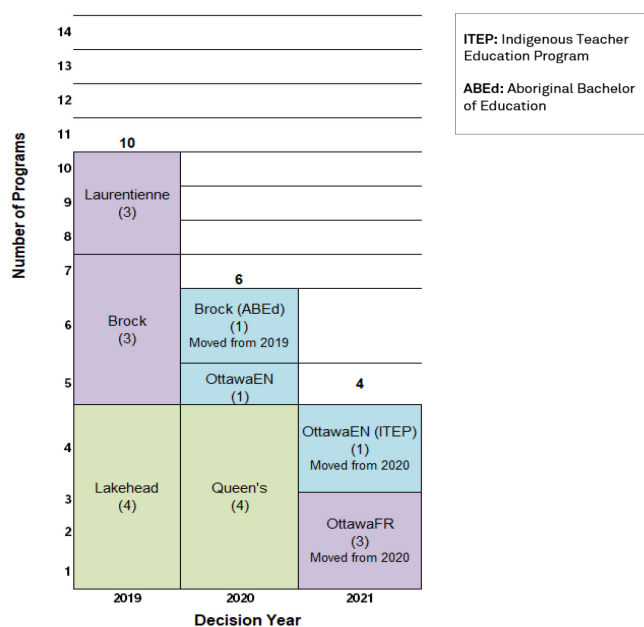 14
13
12
11
10
9
8
7
6
5
4
3
2
1
Number of Programs
10
Laurentienne
(3)
Brock
(3)
Lakehead
(4)
6
Brock (ABEd)
(1)
Moved from 2019
OttawaEN
(1)
Queen's
(4)
4
OttawaEN (ITEP)
(1)
Moved from 2020
OttawaFR
(3)
Moved from 2020
2019
2020
2021
Decision Year
ITEP: Indigenous Teacher
Education Program
ABEd: Aboriginal Bachelor
of Education